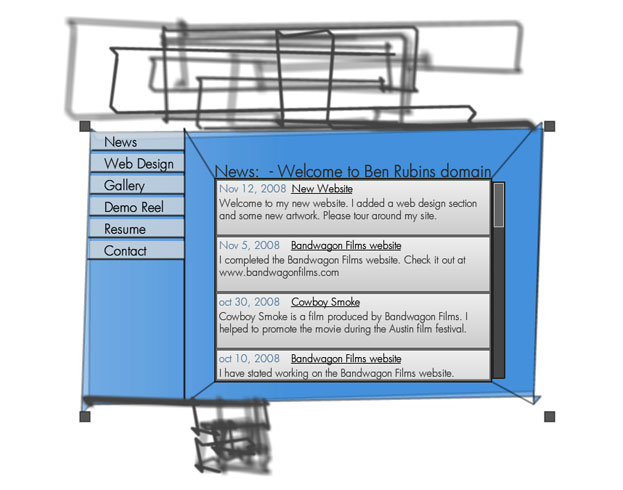 News
Web Design
Gallery
Demo Reel
Resume
Contact
News:  - Welcome to Ben Rubins domain
Nov 12, 2008 New Website
Welcome to my new website. I added a web design section
and some new artwork. Please tour around my site.
Nov 5, 2008 Bandwagon Films website
I completed the Bandwagon Films website. Check it out at
www.bandwagonfilms.com
oct 30, 2008 Cowboy Smoke
Cowboy Smoke is a film produced by Bandwagon Films. I
helped to promote the movie during the Austin film festival.
oct 10, 2008 Bandwagon Films website
I have stated working on the Bandwagon Films website.